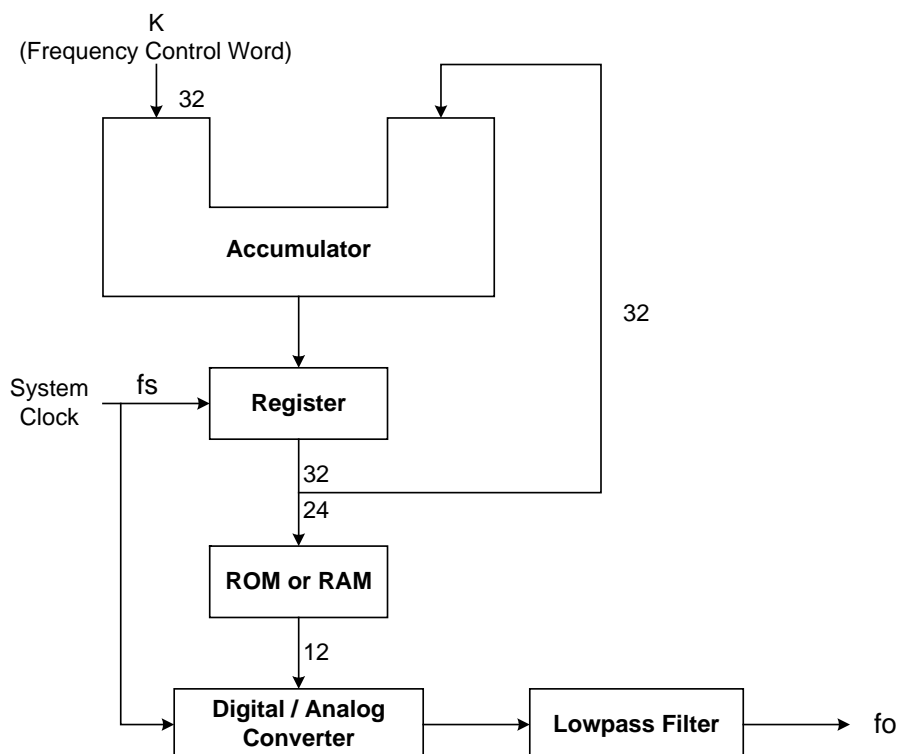 K
(Frequency Control Word)
32
Accumulator
32
System
Clock
fs
Register
32
24
ROM or RAM
12
Digital / Analog
Converter
Lowpass Filter
fo